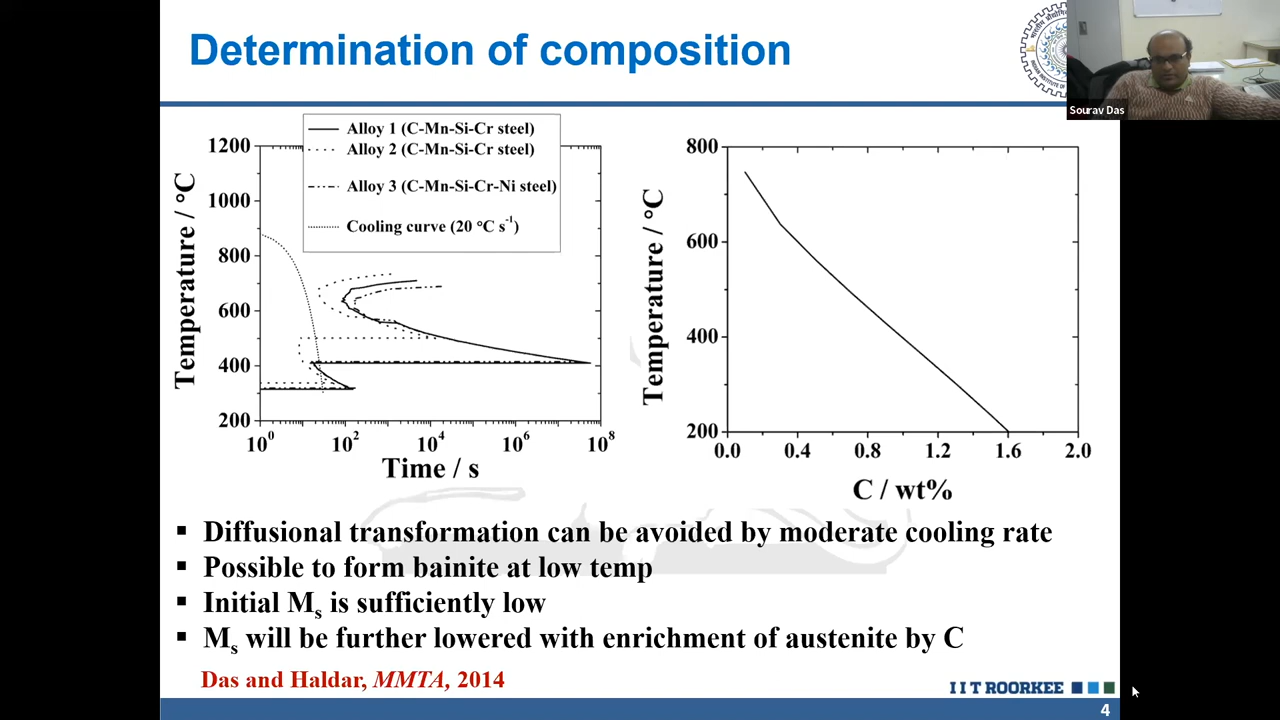 Determination of composition
Sourav Das
Alloy 1 (C-Mn-Si-Cr steel)
Alloy 2 (C-Mn-Si-Cr steel)
Alloy 3 (C-Mn-Si-Cr-Ni steel)
Cooling curve (20 °C s⁻¹)
Temperature / °C
1200
1000
800
600
400
200
10⁰
10²
10⁴
10⁶
10⁸
Time / s
Temperature / °C
800
600
400
200
0.0
0.4
0.8
1.2
1.6
2.0
C / wt%
▪ Diffusional transformation can be avoided by moderate cooling rate
▪ Possible to form bainite at low temp
▪ Initial Ms is sufficiently low
▪ Ms will be further lowered with enrichment of austenite by C
Das and Haldar, MMTA, 2014
I I T ROORKEE
4